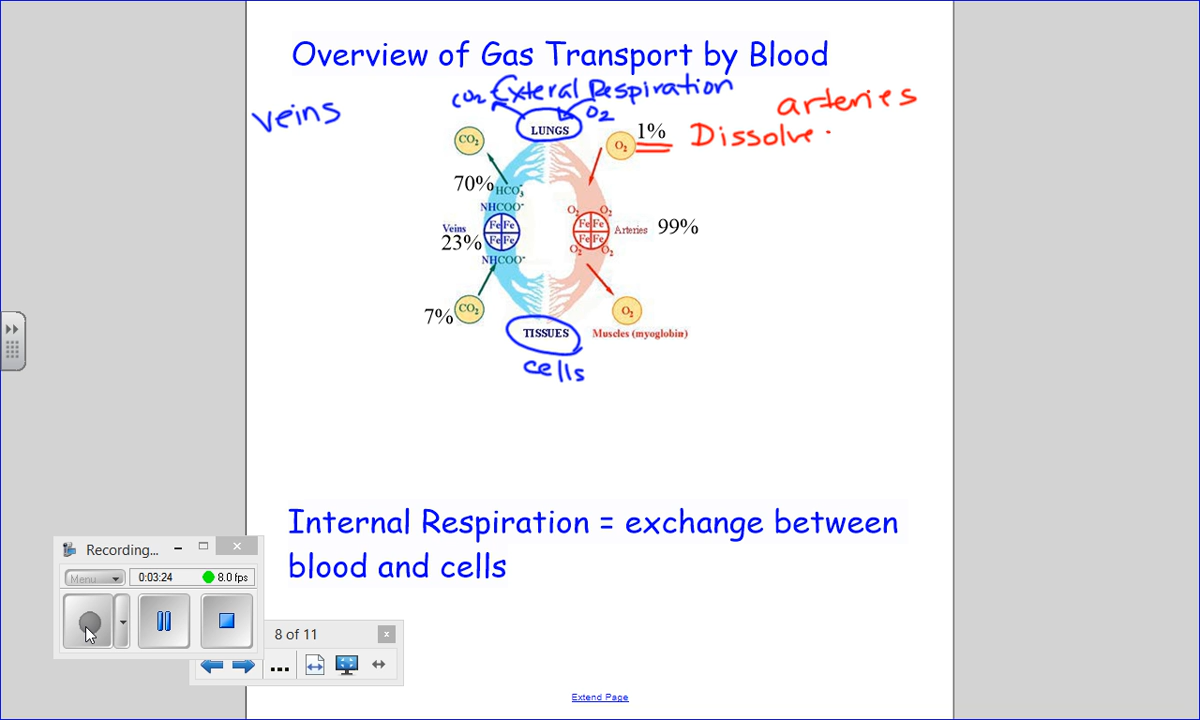 Overview of Gas Transport by Blood
CO2 Exteral Respiration
O2
veins
arteries
LUNGS
1%
Dissolve
CO2
O2
70% HCO3-
NHCOO-
O2 O2
Veins
Fe Fe
Fe Fe
Arteries 99%
23% Fe Fe
Fe Fe
O2 O2
NHCOO-
7% CO2
O2
TISSUES
Muscles (myoglobin)
cells
Internal Respiration = exchange between
blood and cells
Recording...
Menu
0:03:24
8.0 fps
8 of 11
Extend Page